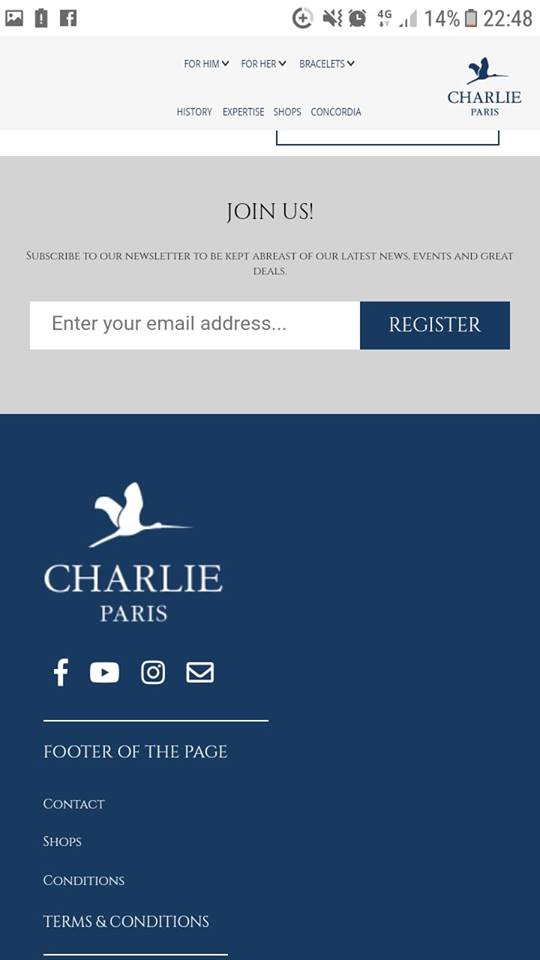 4G 14% 22:48
FOR HIM FOR HER BRACELETS
HISTORY EXPERTISE SHOPS CONCORDIA
CHARLIE
PARIS
JOIN US!
Subscribe to our newsletter to be kept abreast of our latest news, events and great
deals.
Enter your email address... REGISTER
CHARLIE
PARIS
FOOTER OF THE PAGE
Contact
Shops
Conditions
TERMS & CONDITIONS